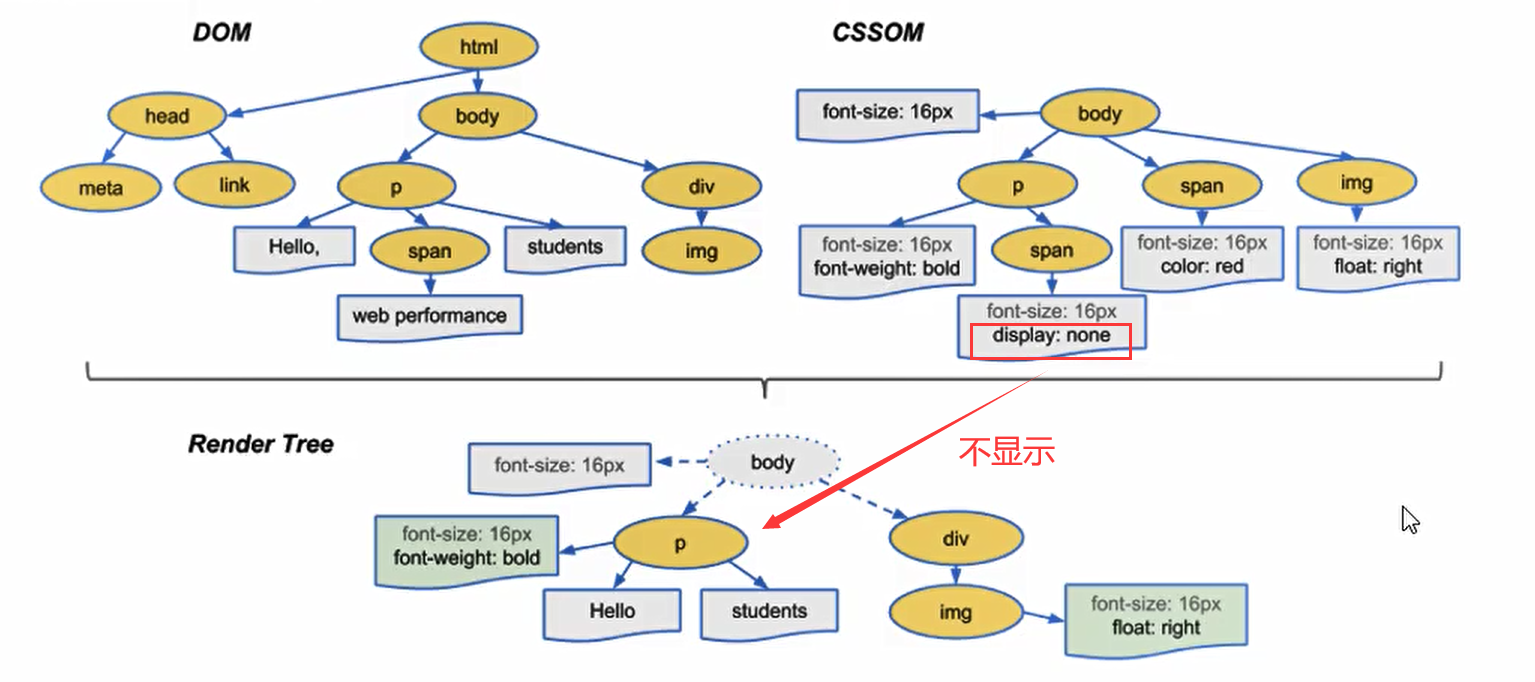 DOM
html
head
body
meta
link
p
div
Hello,
span
students
img
web performance
CSSOM
font-size: 16px
body
p
span
img
font-size: 16px
font-weight: bold
span
font-size: 16px
color: red
font-size: 16px
float: right
font-size: 16px
display: none
Render Tree
不显示
font-size: 16px
body
font-size: 16px
font-weight: bold
p
div
Hello
students
img
font-size: 16px
float: right